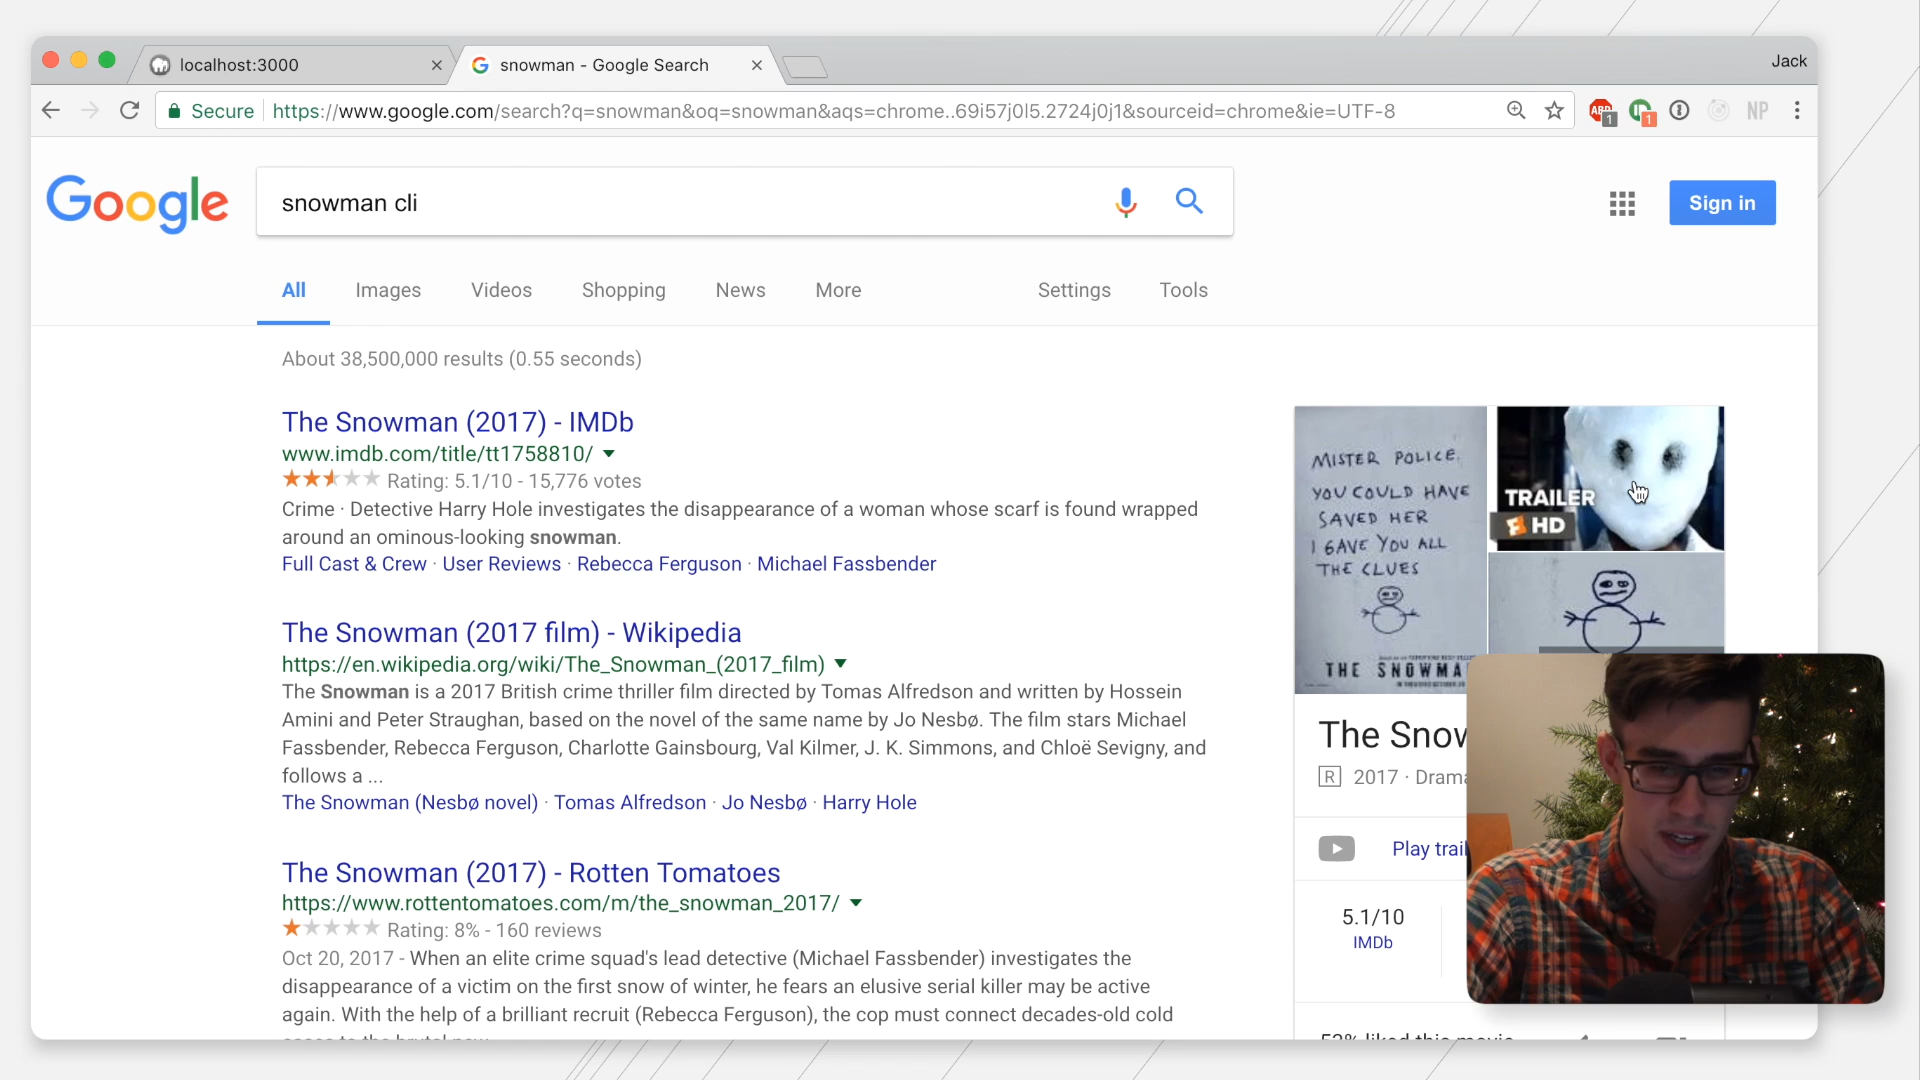 localhost:3000
snowman - Google Search
Jack
Secure
https://www.google.com/search?q=snowman&oq=snowman&aqs=chrome..69i57j0l5.2724j0j1&sourceid=chrome&ie=UTF-8
ABP
1
1
NP
Google
snowman cli
Sign in
All
Images
Videos
Shopping
News
More
Settings
Tools
About 38,500,000 results (0.55 seconds)
The Snowman (2017) - IMDb
www.imdb.com/title/tt1758810/
Rating: 5.1/10 - 15,776 votes
Crime · Detective Harry Hole investigates the disappearance of a woman whose scarf is found wrapped
around an ominous-looking snowman.
Full Cast & Crew · User Reviews · Rebecca Ferguson · Michael Fassbender
The Snowman (2017 film) - Wikipedia
https://en.wikipedia.org/wiki/The_Snowman_(2017_film)
The Snowman is a 2017 British crime thriller film directed by Tomas Alfredson and written by Hossein
Amini and Peter Straughan, based on the novel of the same name by Jo Nesbø. The film stars Michael
Fassbender, Rebecca Ferguson, Charlotte Gainsbourg, Val Kilmer, J. K. Simmons, and Chloë Sevigny, and
follows a ...
The Snowman (Nesbø novel) · Tomas Alfredson · Jo Nesbø · Harry Hole
The Snowman (2017) - Rotten Tomatoes
https://www.rottentomatoes.com/m/the_snowman_2017/
Rating: 8% - 160 reviews
Oct 20, 2017 - When an elite crime squad's lead detective (Michael Fassbender) investigates the
disappearance of a victim on the first snow of winter, he fears an elusive serial killer may be active
again. With the help of a brilliant recruit (Rebecca Ferguson), the cop must connect decades-old cold
MISTER POLICE.
YOU COULD HAVE
SAVED HER
I GAVE YOU ALL
THE CLUES
THE SNOWMA
TRAILER
F HD
The Snow
R 2017 · Drama
Play trail
5.1/10
IMDb